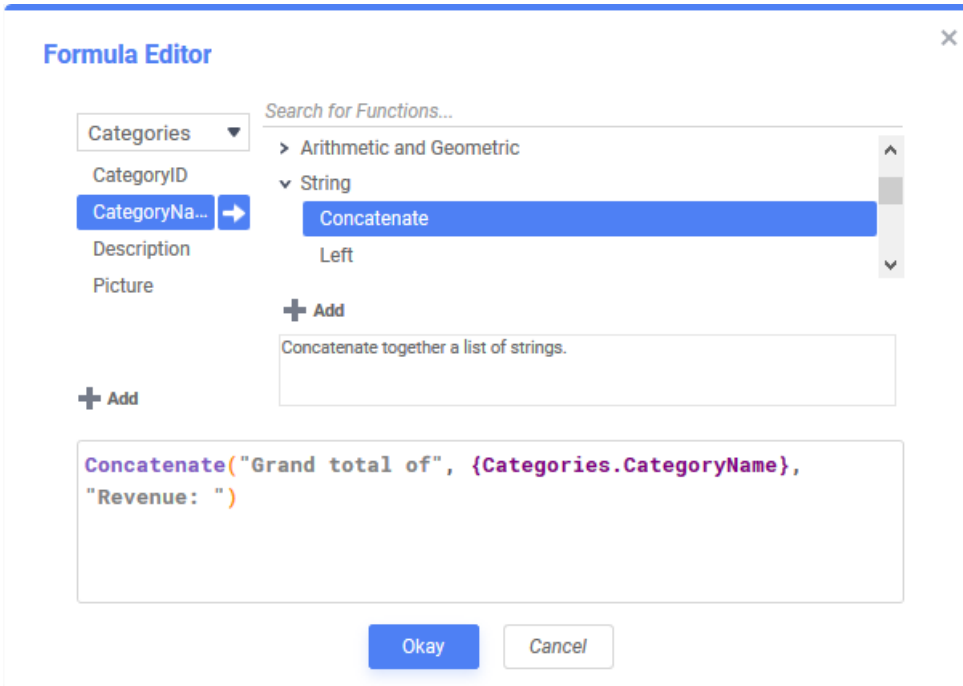 Formula Editor
Search for Functions...
Categories
Arithmetic and Geometric
CategoryID
String
CategoryNa...
Concatenate
Description
Left
Picture
Add
Concatenate together a list of strings.
Add
Concatenate("Grand total of", {Categories.CategoryName},
"Revenue: ")
Okay
Cancel